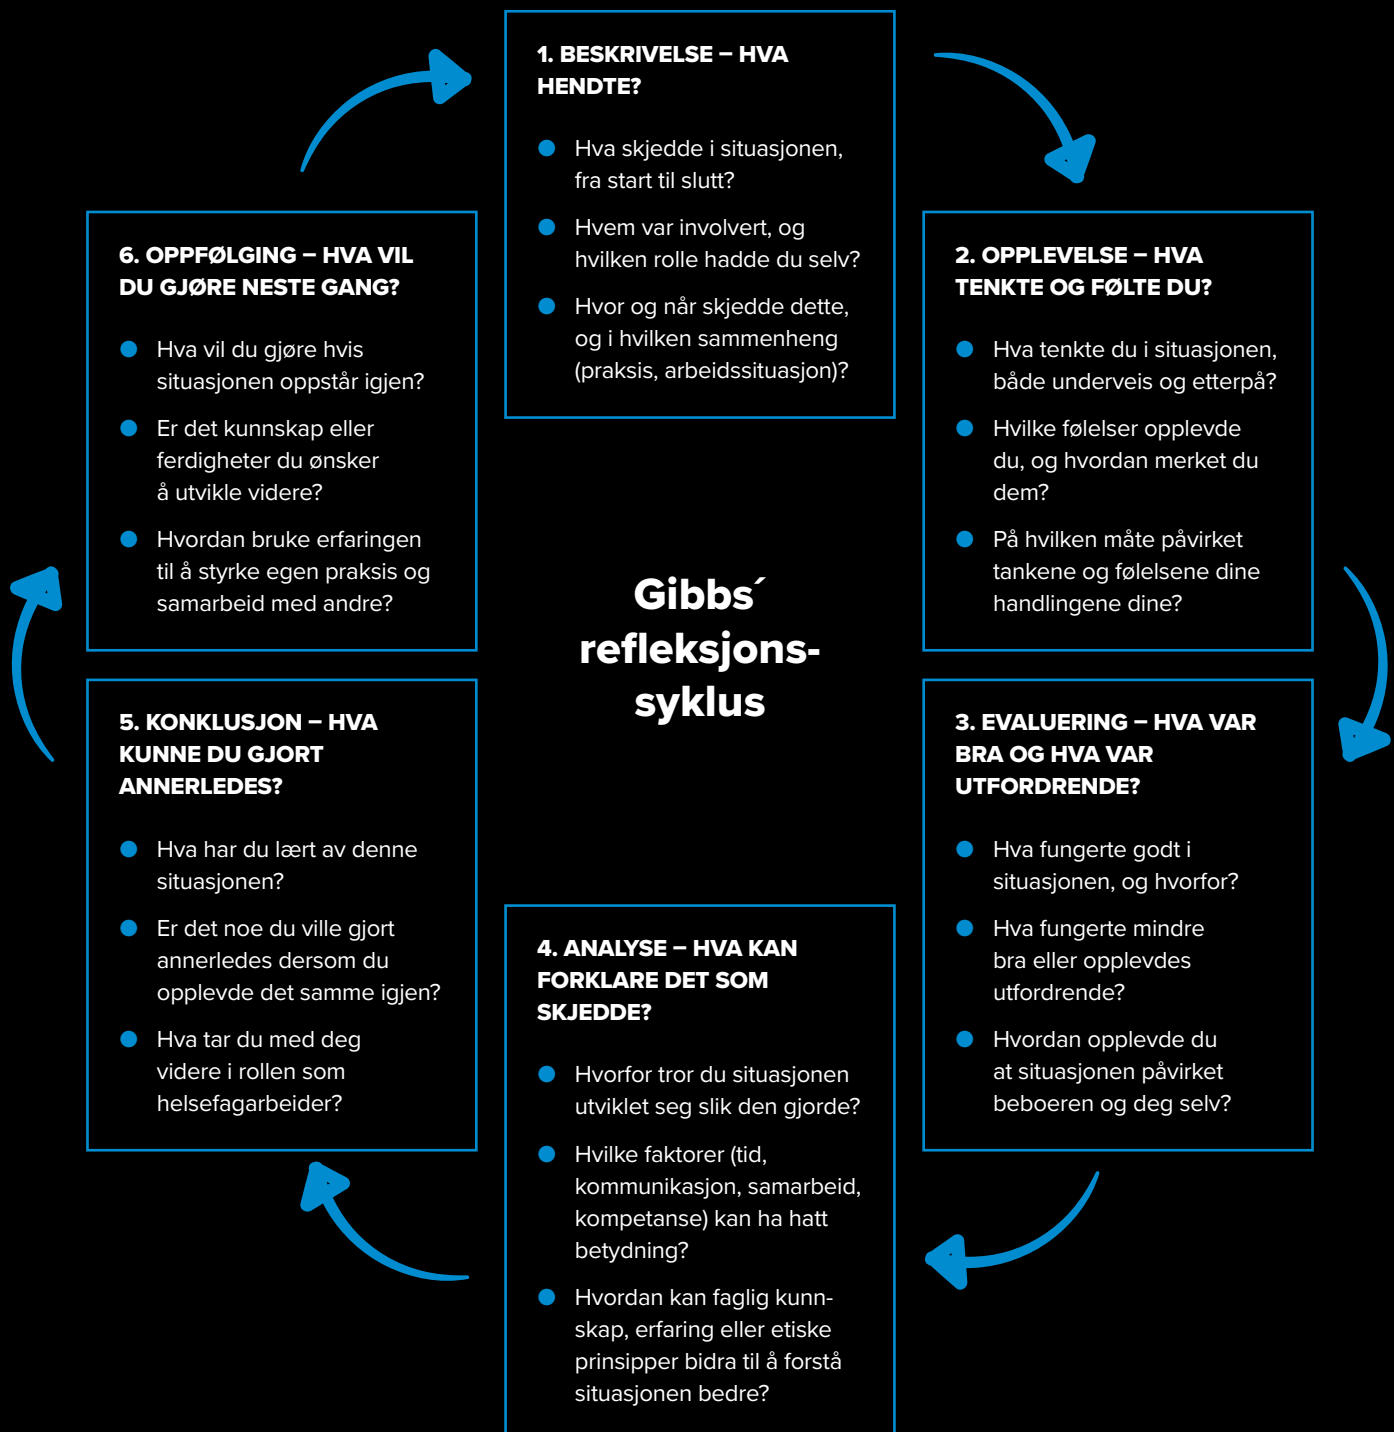 1. BESKRIVELSE – HVA
HENDTE?
Hva skjedde i situasjonen,
fra start til slutt?
Hvem var involvert, og
hvilken rolle hadde du selv?
Hvor og når skjedde dette,
og i hvilken sammenheng
(praksis, arbeidssituasjon)?
2. OPPLEVELSE – HVA
TENKTE OG FØLTE DU?
Hva tenkte du i situasjonen,
både underveis og etterpå?
Hvilke følelser opplevde
du, og hvordan merket du
dem?
På hvilken måte påvirket
tankene og følelsene dine
handlingene dine?
3. EVALUERING – HVA VAR
BRA OG HVA VAR
UTFORDRENDE?
Hva fungerte godt i
situasjonen, og hvorfor?
Hva fungerte mindre
bra eller opplevdes
utfordrende?
Hvordan opplevde du
at situasjonen påvirket
beboeren og deg selv?
4. ANALYSE – HVA KAN
FORKLARE DET SOM
SKJEDDE?
Hvorfor tror du situasjonen
utviklet seg slik den gjorde?
Hvilke faktorer (tid,
kommunikasjon, samarbeid,
kompetanse) kan ha hatt
betydning?
Hvordan kan faglig kunn-
skap, erfaring eller etiske
prinsipper bidra til å forstå
situasjonen bedre?
5. KONKLUSJON – HVA
KUNNE DU GJORT
ANNERLEDES?
Hva har du lært av denne
situasjonen?
Er det noe du ville gjort
annerledes dersom du
opplevde det samme igjen?
Hva tar du med deg
videre i rollen som
helsefagarbeider?
6. OPPFØLGING – HVA VIL
DU GJØRE NESTE GANG?
Hva vil du gjøre hvis
situasjonen oppstår igjen?
Er det kunnskap eller
ferdigheter du ønsker
å utvikle videre?
Hvordan bruke erfaringen
til å styrke egen praksis og
samarbeid med andre?
Gibbs´
refleksjons-
syklus